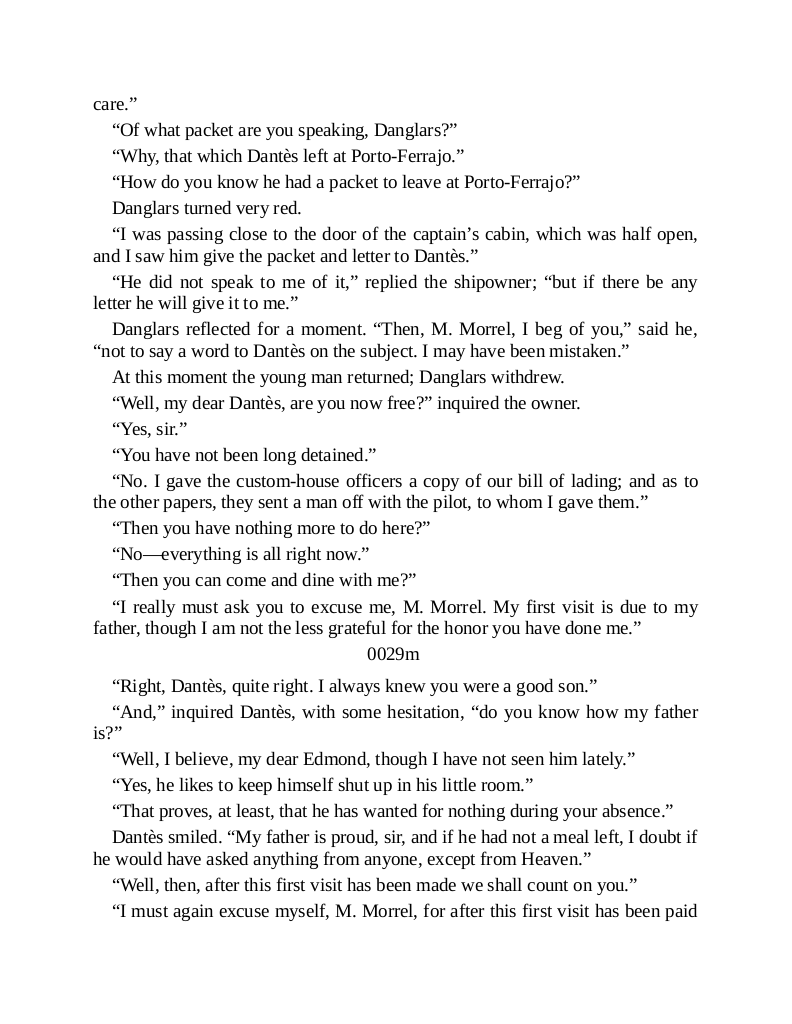 care.”
“Of what packet are you speaking, Danglars?”
“Why, that which Dantès left at Porto-Ferrajo.”
“How do you know he had a packet to leave at Porto-Ferrajo?”
Danglars turned very red.
“I was passing close to the door of the captain’s cabin, which was half open,
and I saw him give the packet and letter to Dantès.”
“He did not speak to me of it,” replied the shipowner; “but if there be any
letter he will give it to me.”
Danglars reflected for a moment. “Then, M. Morrel, I beg of you,” said he,
“not to say a word to Dantès on the subject. I may have been mistaken.”
At this moment the young man returned; Danglars withdrew.
“Well, my dear Dantès, are you now free?” inquired the owner.
“Yes, sir.”
“You have not been long detained.”
“No. I gave the custom-house officers a copy of our bill of lading; and as to
the other papers, they sent a man off with the pilot, to whom I gave them.”
“Then you have nothing more to do here?”
“No—everything is all right now.”
“Then you can come and dine with me?”
“I really must ask you to excuse me, M. Morrel. My first visit is due to my
father, though I am not the less grateful for the honor you have done me.”
0029m
“Right, Dantès, quite right. I always knew you were a good son.”
“And,” inquired Dantès, with some hesitation, “do you know how my father
is?”
“Well, I believe, my dear Edmond, though I have not seen him lately.”
“Yes, he likes to keep himself shut up in his little room.”
“That proves, at least, that he has wanted for nothing during your absence.”
Dantès smiled. “My father is proud, sir, and if he had not a meal left, I doubt if
he would have asked anything from anyone, except from Heaven.”
“Well, then, after this first visit has been made we shall count on you.”
“I must again excuse myself, M. Morrel, for after this first visit has been paid